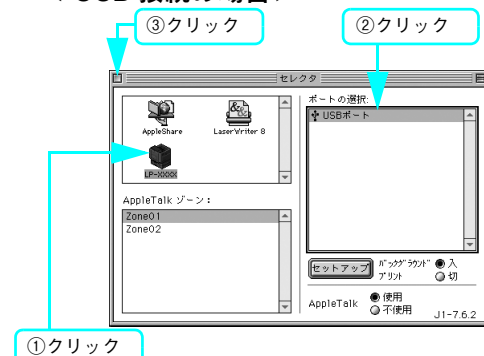 ＜USB 接続の場合＞
③クリック
②クリック
セレクタ
ポートの選択:
USBポート
AppleShare
LaserWriter 8
LP-XXXX
AppleTalk ゾーン：
Zone01
Zone02
セットアップ
ﾊﾞｯｸｸﾞﾗｳﾝﾄﾞ
ﾌﾟﾘﾝﾄ
入
切
AppleTalk
使用
不使用
J1-7.6.2
①クリック